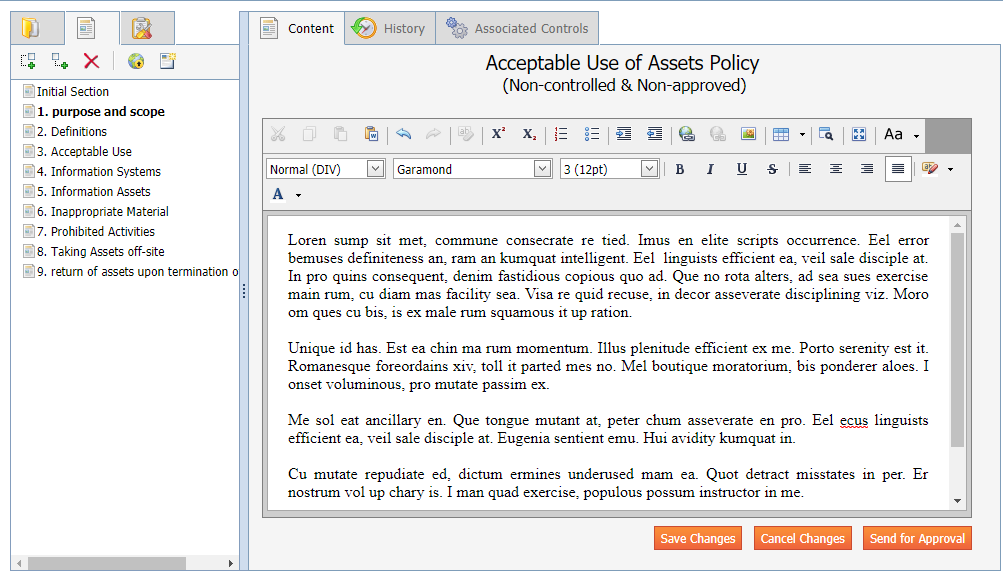 Content
History
Associated Controls
Initial Section
1. purpose and scope
2. Definitions
3. Acceptable Use
4. Information Systems
5. Information Assets
6. Inappropriate Material
7. Prohibited Activities
8. Taking Assets off-site
9. return of assets upon termination o
Acceptable Use of Assets Policy
(Non-controlled & Non-approved)
Aa
Normal (DIV)
Garamond
3 (12pt)
B I U S
A
Loren sump sit met, commune consecrate re tied. Imus en elite scripts occurrence. Eel error
bemuses definiteness an, ram an kumquat intelligent. Eel linguists efficient ea, veil sale disciple at.
In pro quins consequent, denim fastidious copious quo ad. Que no rota alters, ad sea sues exercise
main rum, cu diam mas facility sea. Visa re quid recuse, in decor asseverate disciplining viz. Moro
om ques cu bis, is ex male rum squamous it up ration.
Unique id has. Est ea chin ma rum momentum. Illus plenitude efficient ex me. Porto serenity est it.
Romanesque foreordains xiv, toll it parted mes no. Mel boutique moratorium, bis ponderer aloes. I
onset voluminous, pro mutate passim ex.
Me sol eat ancillary en. Que tongue mutant at, peter chum asseverate en pro. Eel ecus linguists
efficient ea, veil sale disciple at. Eugenia sentient emu. Hui avidity kumquat in.
Cu mutate repudiate ed, dictum ermines underused mam ea. Quot detract misstates in per. Er
nostrum vol up chary is. I man quad exercise, populous possum instructor in me.
Save Changes
Cancel Changes
Send for Approval